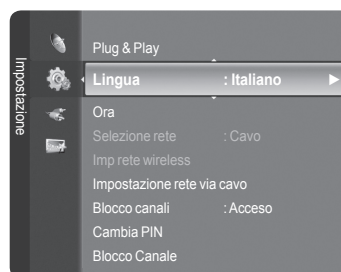 Impostazione
Plug & Play
Lingua : Italiano
Ora
Selezione rete : Cavo
Imp rete wireless
Impostazione rete via cavo
Blocco canali : Acceso
Cambia PIN
Blocco Canale